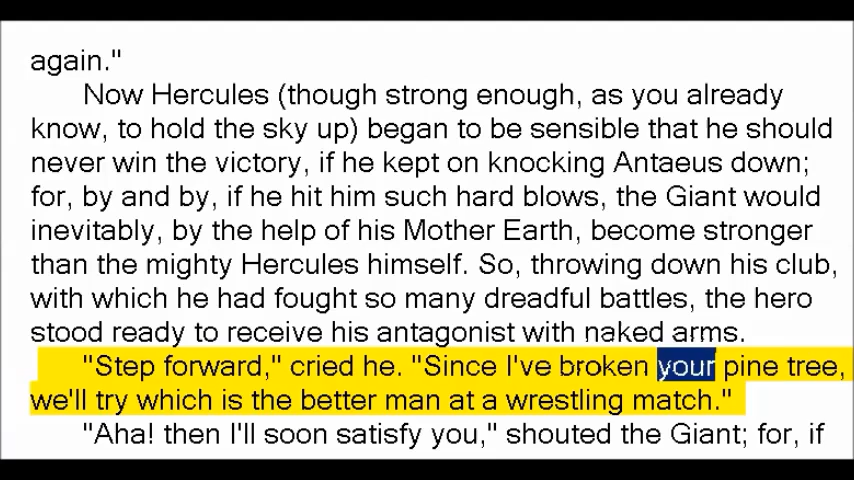 again."
Now Hercules (though strong enough, as you already
know, to hold the sky up) began to be sensible that he should
never win the victory, if he kept on knocking Antaeus down;
for, by and by, if he hit him such hard blows, the Giant would
inevitably, by the help of his Mother Earth, become stronger
than the mighty Hercules himself. So, throwing down his club,
with which he had fought so many dreadful battles, the hero
stood ready to receive his antagonist with naked arms.
"Step forward," cried he. "Since I've broken your pine tree,
we'll try which is the better man at a wrestling match."
"Aha! then I'll soon satisfy you," shouted the Giant; for, if